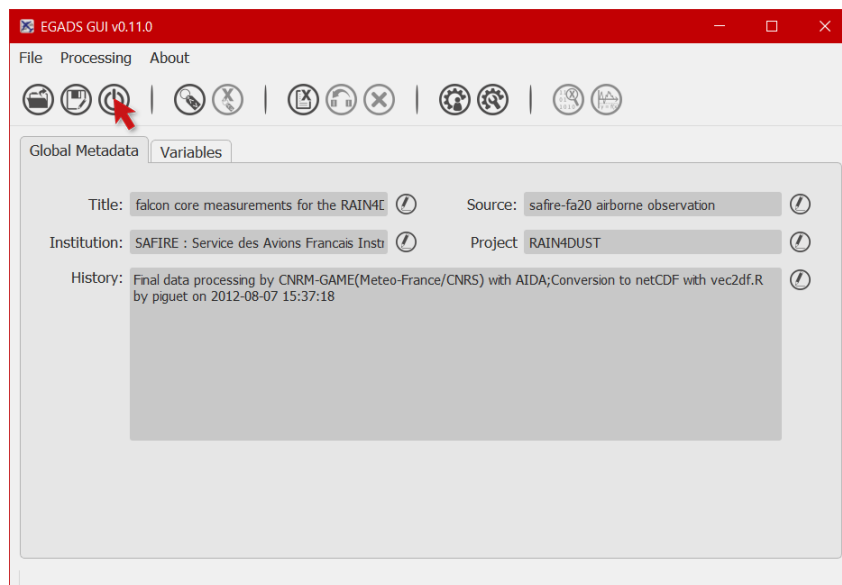 EGADS GUI v0.11.0
File Processing About
Global Metadata Variables
Title: falcon core measurements for the RAIN4D Source: safire-fa20 airborne observation
Institution: SAFIRE : Service des Avions Francais Instr Project RAIN4DUST
History: Final data processing by CNRM-GAME(Meteo-France/CNRS) with AIDA;Conversion to netCDF with vec2df.R
by piguet on 2012-08-07 15:37:18